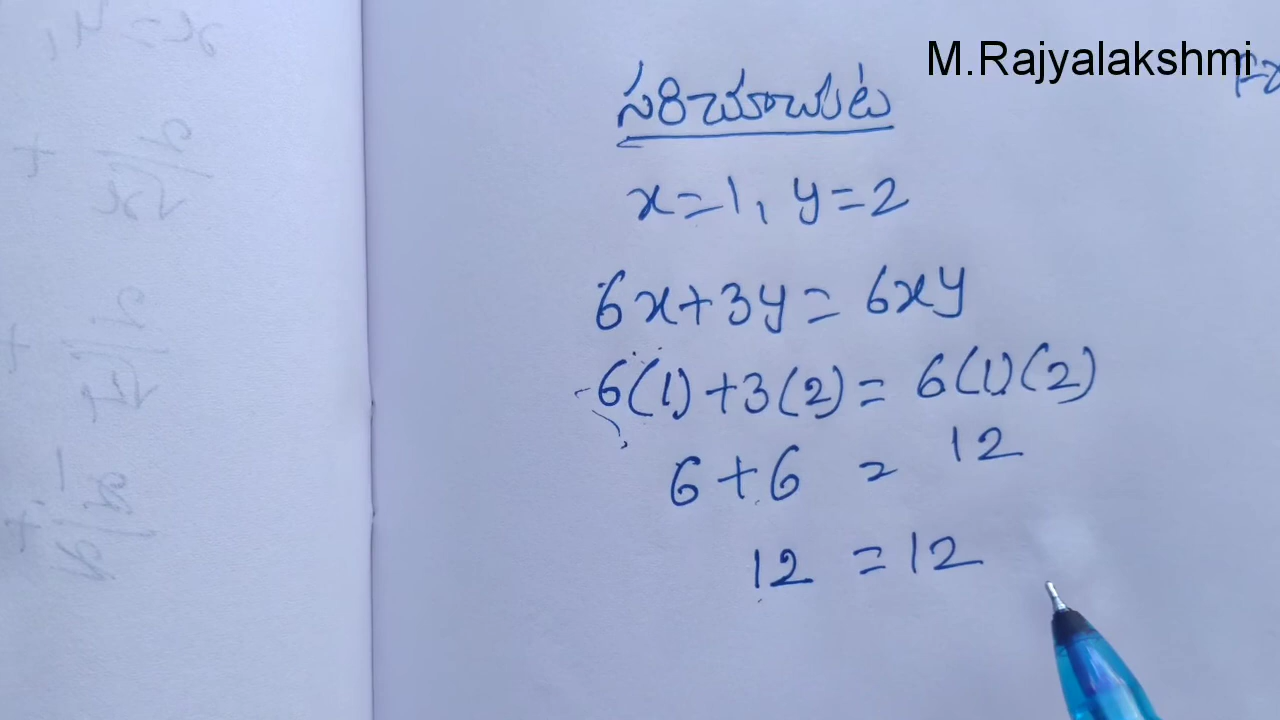 M.Rajyalakshmi
సరిచూచుట
x=1, y=2
6x+3y=6xy
6(1)+3(2)=6(1)(2)
6+6 = 12
12 =12